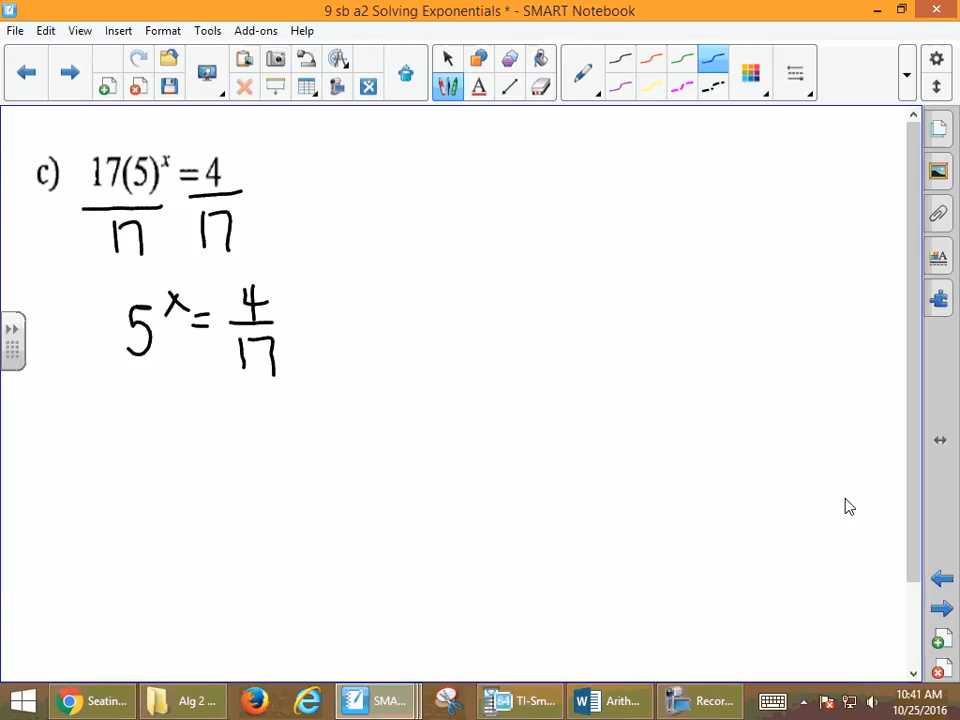 9 sb a2 Solving Exponentials * - SMART Notebook
File Edit View Insert Format Tools Add-ons Help
c) 17(5)^x = 4
17 17
5^x = 4/17
Seatin... Alg 2 ... SMA... TI-Sm... Arith... Recor... 10:41 AM
10/25/2016